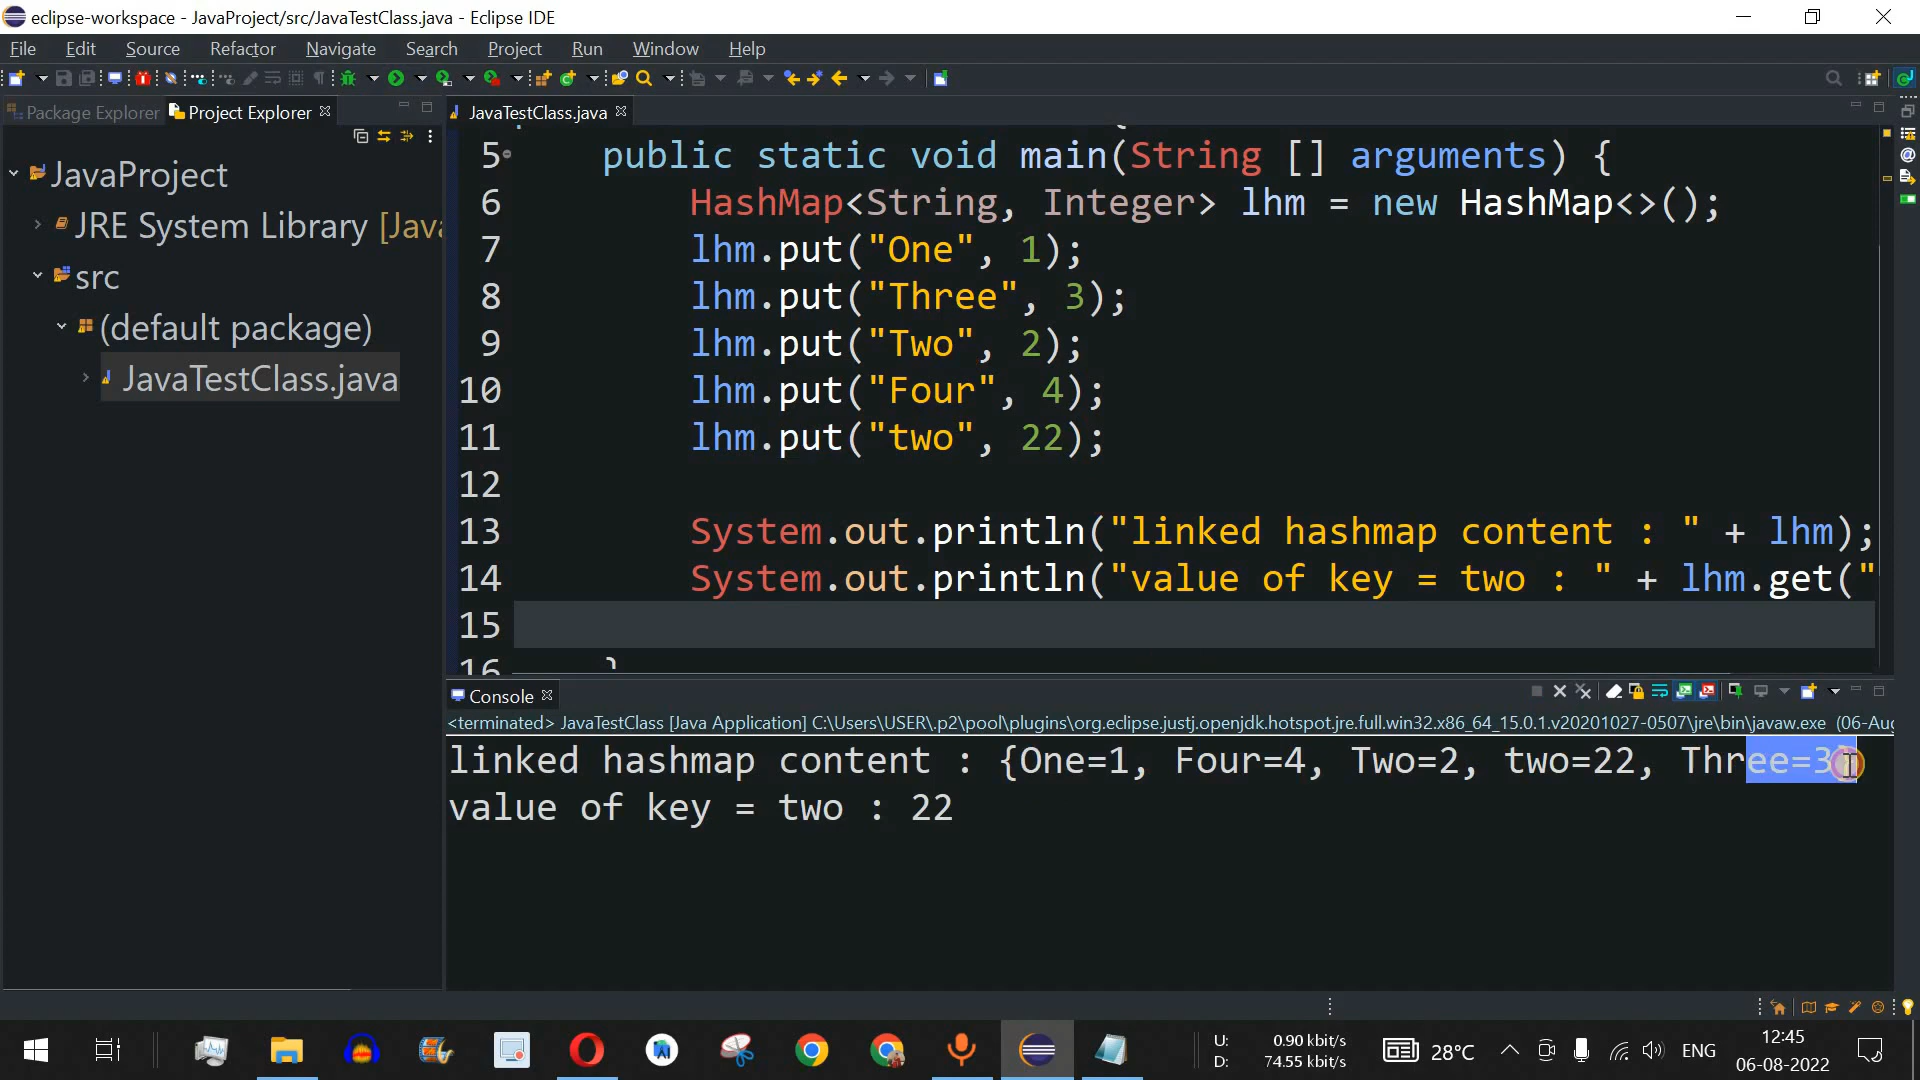 eclipse-workspace - JavaProject/src/JavaTestClass.java - Eclipse IDE
File Edit Source Refactor Navigate Search Project Run Window Help
Package Explorer Project Explorer
JavaTestClass.java
JavaProject
JRE System Library [Java
src
(default package)
JavaTestClass.java
5 public static void main(String [] arguments) {
6 HashMap<String, Integer> lhm = new HashMap<>();
7 lhm.put("One", 1);
8 lhm.put("Three", 3);
9 lhm.put("Two", 2);
10 lhm.put("Four", 4);
11 lhm.put("two", 22);
12
13 System.out.println("linked hashmap content : " + lhm);
14 System.out.println("value of key = two : " + lhm.get("
15
16 }
Console
<terminated> JavaTestClass [Java Application] C:\Users\USER\.p2\pool\plugins\org.eclipse.justj.openjdk.hotspot.jre.full.win32.x86_64_15.0.1.v20201027-0507\jre\bin\javaw.exe (06-Aug
linked hashmap content : {One=1, Four=4, Two=2, two=22, Three=3}
value of key = two : 22
U: 0.90 kbit/s
D: 74.55 kbit/s
28°C
ENG
12:45
06-08-2022